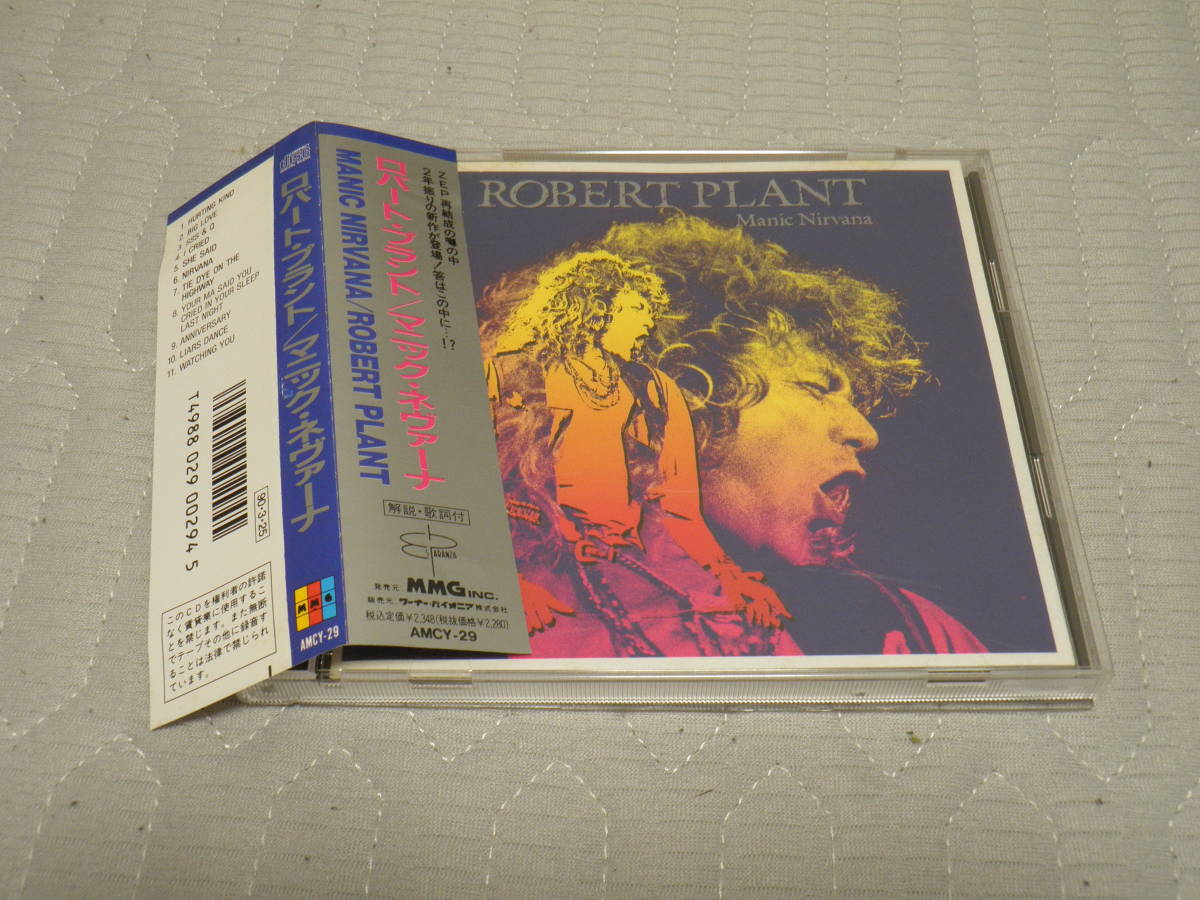 1. HURTING KIND
2. BIG LOVE
3. SSS & Q
4. I CRIED
5. SHE SAID
6. NIRVANA
7. TIE DYE ON THE
HIGHWAY
8. YOUR MA SAID YOU
CRIED IN YOUR SLEEP
LAST NIGHT
9. ANNIVERSARY
10. LIARS DANCE
11. WATCHING YOU
T4988 029 00294 5
90・3・25
このCDを権利者の許諾
なく賃貸業に使用するこ
とを禁じます。また無断
でテープその他に録音す
ることは法律で禁じられ
ています。
ロバート・プラント/マニック・ネヴァーナ
MMG
AMCY-29
ZEP再結成の噂の中
2年振りの新作が登場!答はこの中に…!?
ロバート・プラント/マニック・ネヴァーナ
MANIC NIRVANA/ROBERT PLANT
解説・歌詞付
ES PARANZA
発売元 MMG INC.
販売元 ワーナー・パイオニア株式会社
税込定価¥2,348(税抜価格¥2,280)
AMCY-29
ROBERT PLANT
Manic Nirvana